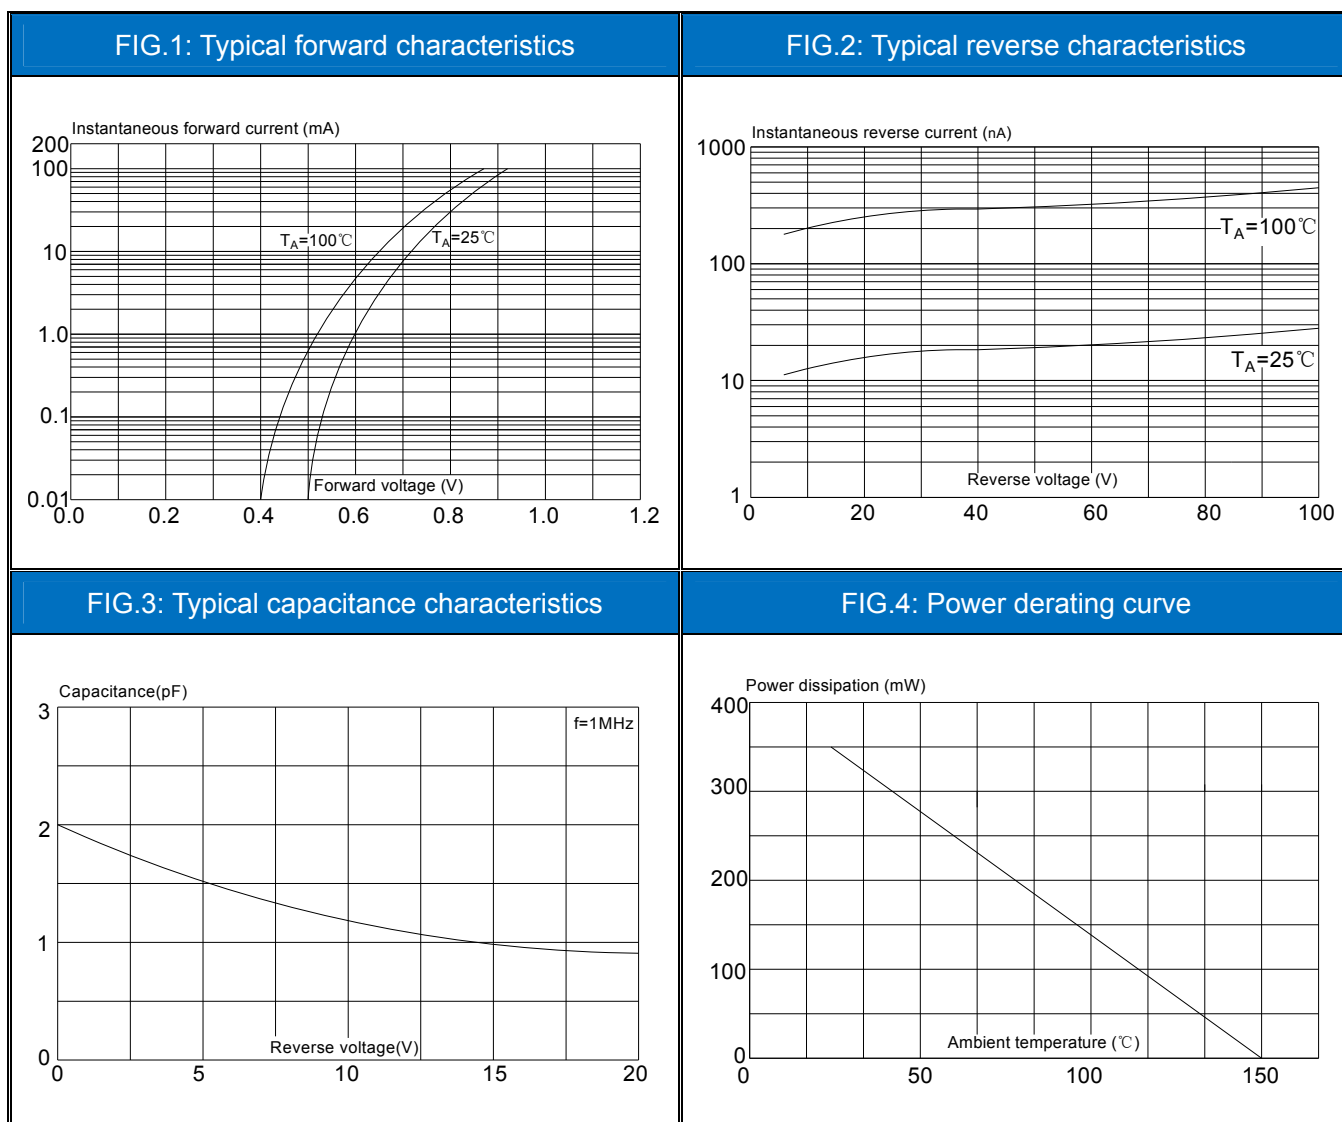 FIG.1: Typical forward characteristics
Instantaneous forward current (mA)
200
100
10
1.0
0.1
0.01
TA=100℃
TA=25℃
Forward voltage (V)
0.0 0.2 0.4 0.6 0.8 1.0 1.2
FIG.2: Typical reverse characteristics
Instantaneous reverse current (nA)
1000
100
10
1
TA=100℃
TA=25℃
Reverse voltage (V)
0 20 40 60 80 100
FIG.3: Typical capacitance characteristics
Capacitance(pF)
3
2
1
0
f=1MHz
Reverse voltage(V)
0 5 10 15 20
FIG.4: Power derating curve
Power dissipation (mW)
400
300
200
100
0
Ambient temperature (℃)
0 50 100 150